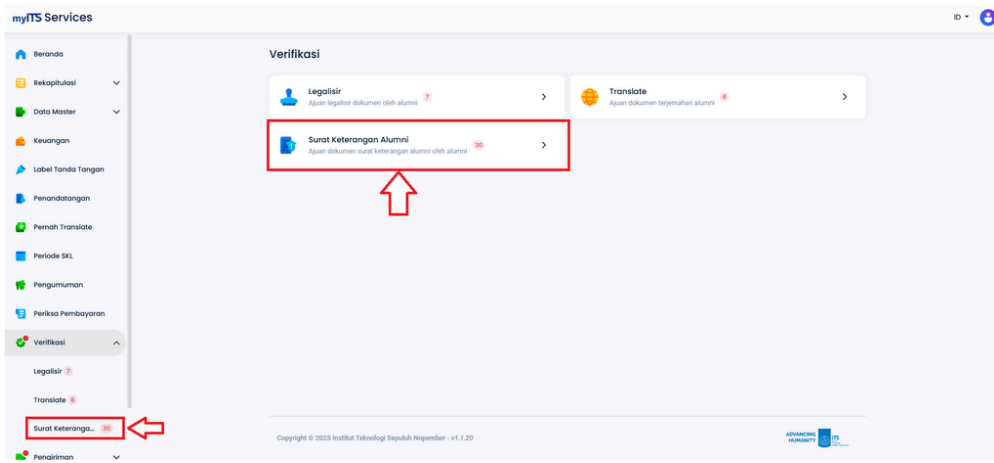 myITS Services
ID
Beranda
Rekapitulasi
Data Master
Keuangan
Label Tanda Tangan
Penandatangan
Pernah Translate
Periode SKL
Pengumuman
Periksa Pembayaran
Verifikasi
Legalisir 7
Translate 6
Surat Keteranga... 30
Pengiriman
Verifikasi
Legalisir 7
Ajuan legalisir dokumen oleh alumni
Translate 6
Ajuan dokumen terjemahan alumni
Surat Keterangan Alumni 30
Ajuan dokumen surat keterangan alumni oleh alumni
Copyright © 2025 Institut Teknologi Sepuluh Nopember - v1.1.20
ADVANCING
HUMANITY
ITS